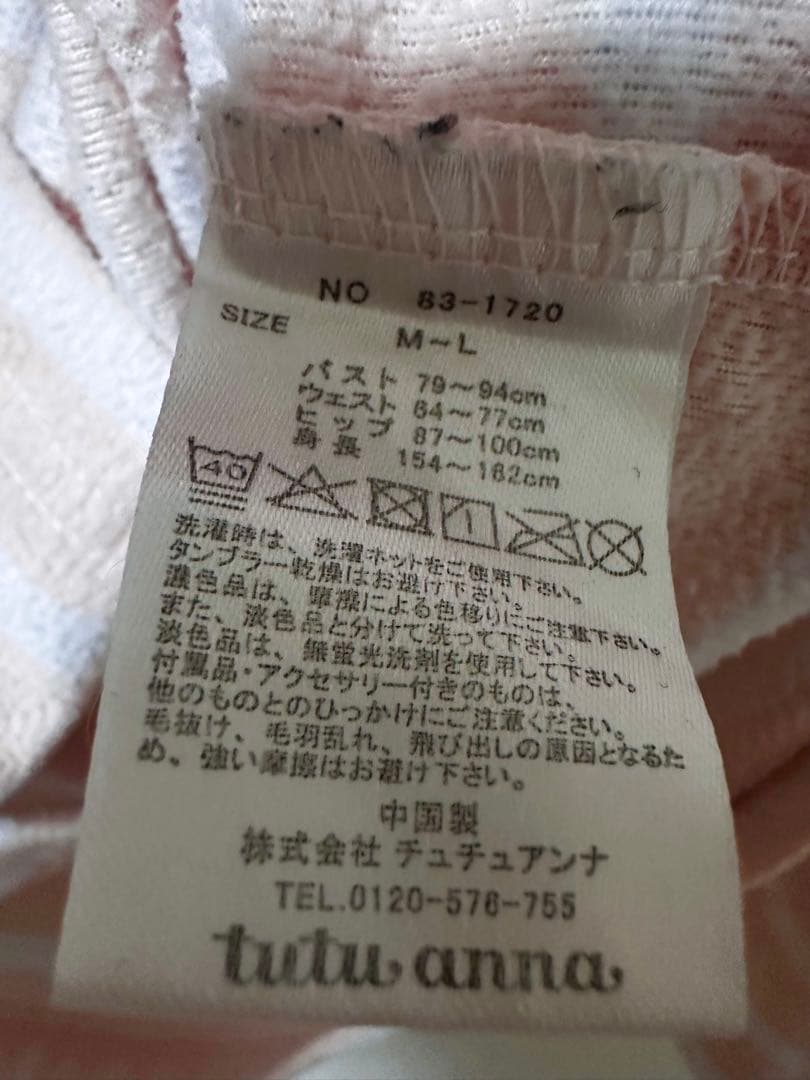 NO 83-1720
SIZE M~L
バスト 79~94cm
ウェスト 64~77cm
ヒップ 87~100cm
身長 154~162cm
40
洗濯時は、洗濯ネットをご使用下さい。
タンブラー乾燥はお避け下さい。
濃色品は、摩擦による色移りにご注意下さい。
また、淡色品と分けて洗って下さい。
淡色品は、無蛍光洗剤を使用して下さい。
付属品・アクセサリー付きのものは、
他のものとのひっかけにご注意ください。
毛抜け、毛羽乱れ、飛び出しの原因となるた
め、強い摩擦はお避け下さい。
中国製
株式会社 チュチュアンナ
TEL.0120-576-755
tutu anna